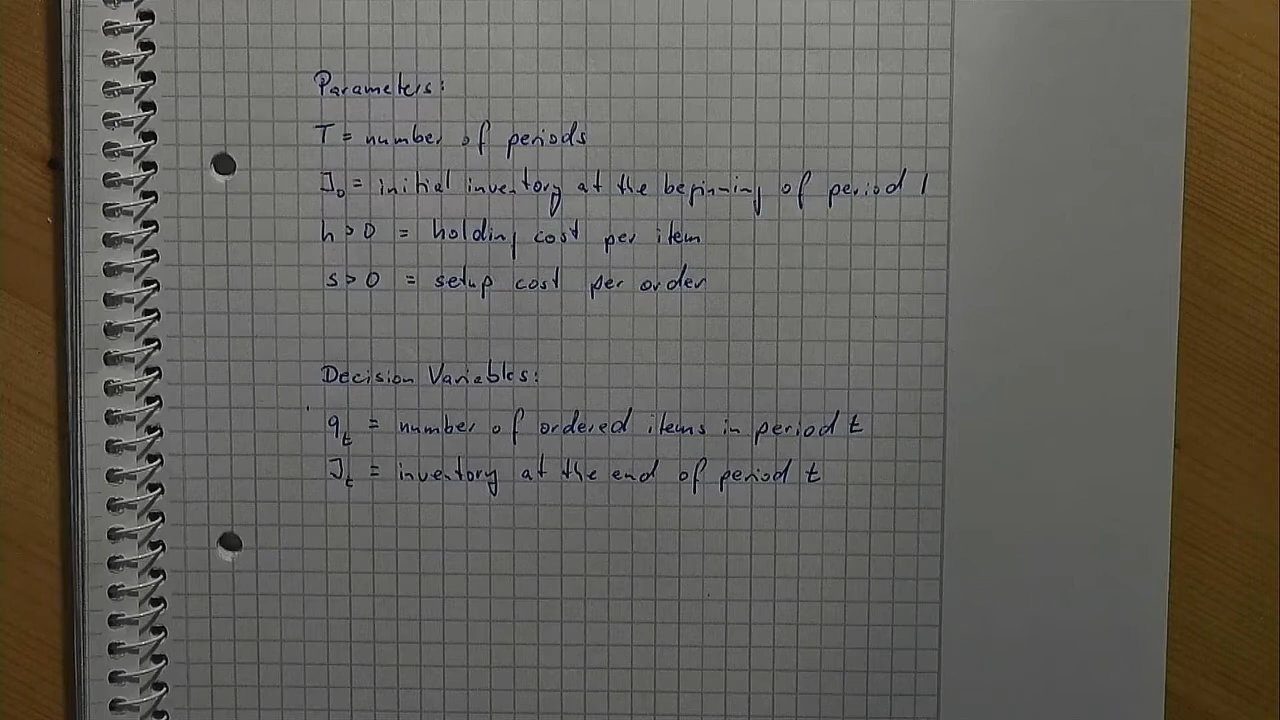 Parameters:
T = number of periods
I₀ = initial inventory at the beginning of period 1
h > 0 = holding cost per item
s > 0 = setup cost per order
Decision Variables:
qₜ = number of ordered items in period t
Iₜ = inventory at the end of period t